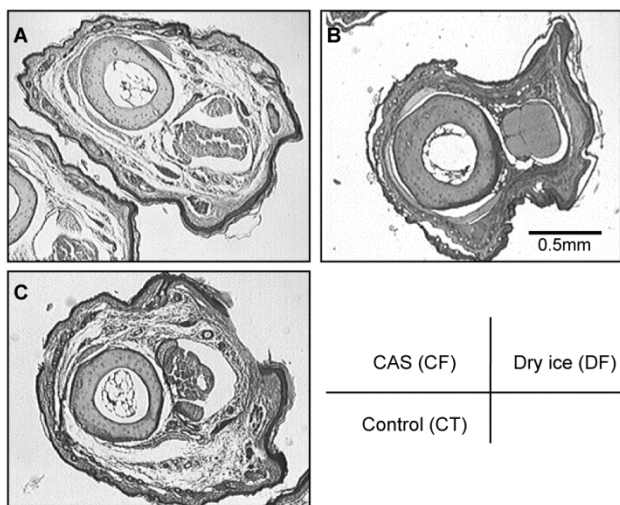 A
B
0.5mm
C
CAS (CF)
Dry ice (DF)
Control (CT)